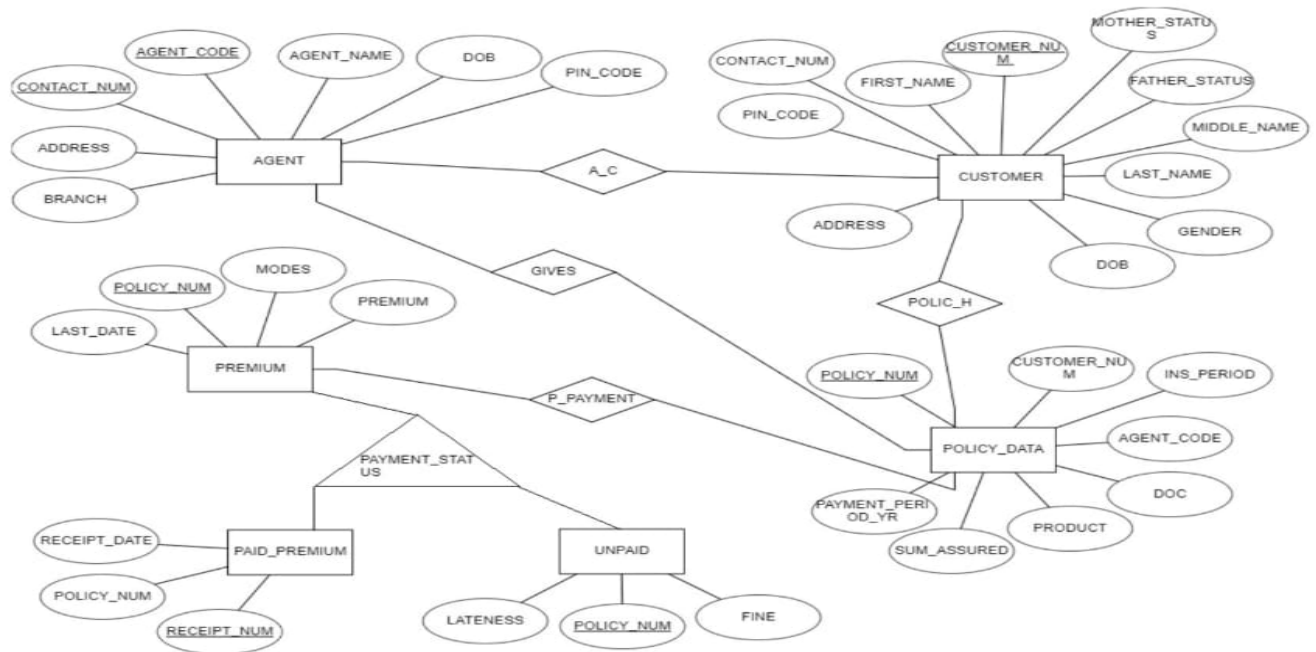 MOTHER_STATU
S
AGENT_CODE
AGENT_NAME
DOB
CUSTOMER_NU
M
CONTACT_NUM
PIN_CODE
FIRST_NAME
FATHER_STATUS
CONTACT_NUM
PIN_CODE
MIDDLE_NAME
ADDRESS
AGENT
A_C
CUSTOMER
LAST_NAME
BRANCH
ADDRESS
GENDER
DOB
GIVES
MODES
POLICY_NUM
PREMIUM
POLIC_H
LAST_DATE
PREMIUM
POLICY_NUM
CUSTOMER_NU
M
INS_PERIOD
P_PAYMENT
AGENT_CODE
POLICY_DATA
PAYMENT_STAT
US
DOC
PAYMENT_PERI
OD_YR
PRODUCT
SUM_ASSURED
RECEIPT_DATE
PAID_PREMIUM
UNPAID
POLICY_NUM
LATENESS
POLICY_NUM
FINE
RECEIPT_NUM